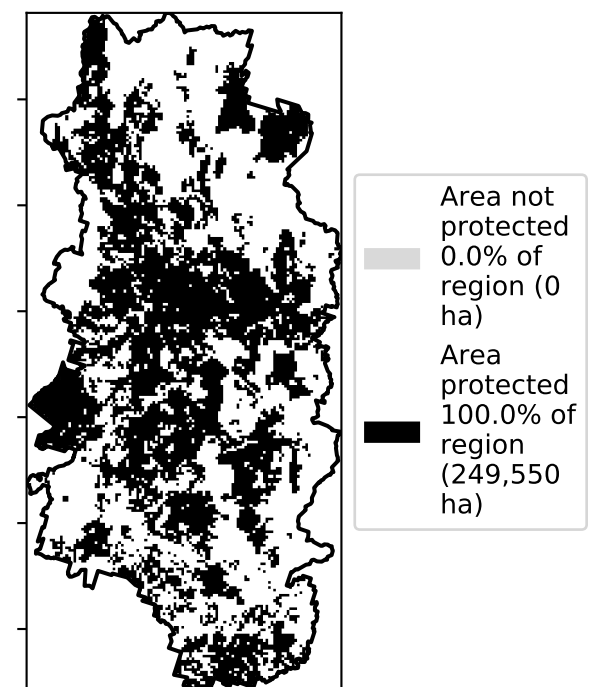 Area not
protected
0.0% of
region (0
ha)
Area
protected
100.0% of
region
(249,550
ha)